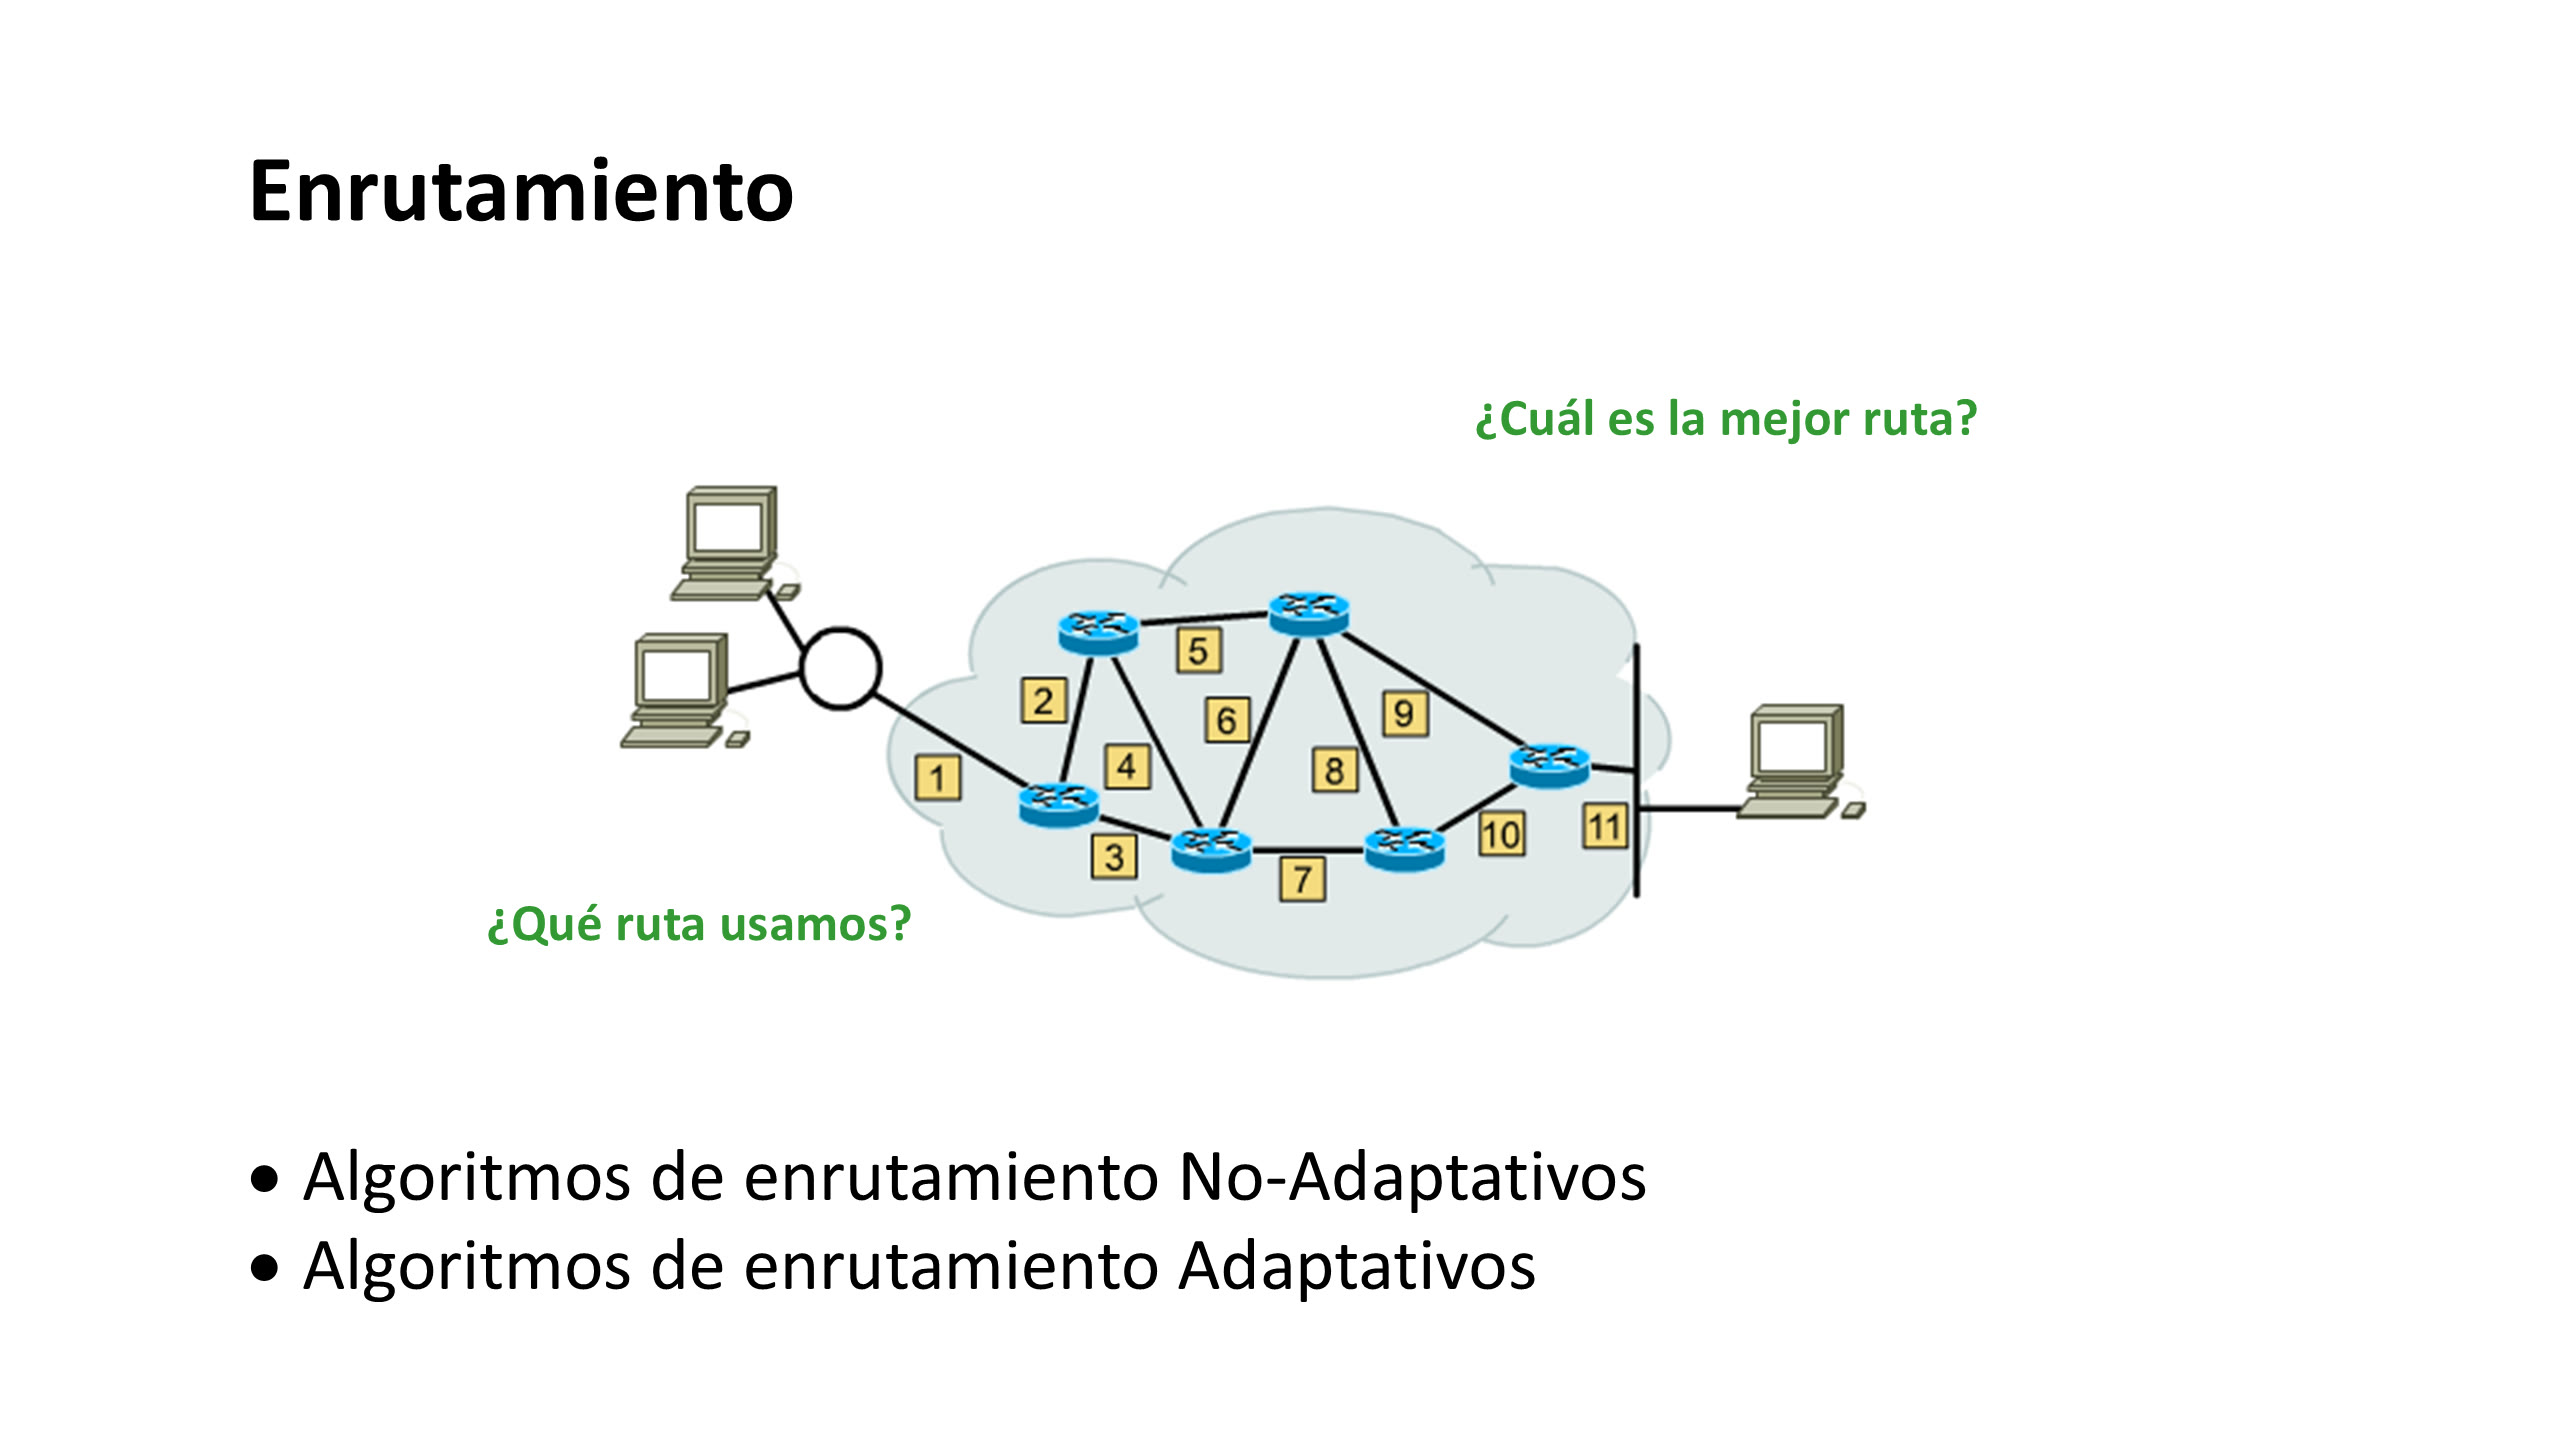 Enrutamiento
¿Cuál es la mejor ruta?
5
2
6
9
4
8
1
10
11
3
7
¿Qué ruta usamos?
• Algoritmos de enrutamiento No-Adaptativos
• Algoritmos de enrutamiento Adaptativos